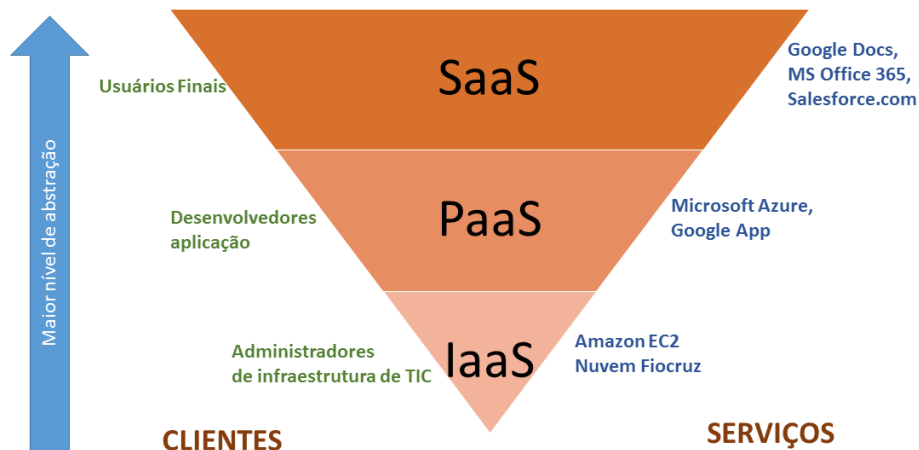 Maior nível de abstração
SaaS
Usuários Finais
Google Docs,
MS Office 365,
Salesforce.com
PaaS
Desenvolvedores
aplicação
Microsoft Azure,
Google App
IaaS
Administradores
de infraestrutura de TIC
Amazon EC2
Nuvem Fiocruz
CLIENTES
SERVIÇOS